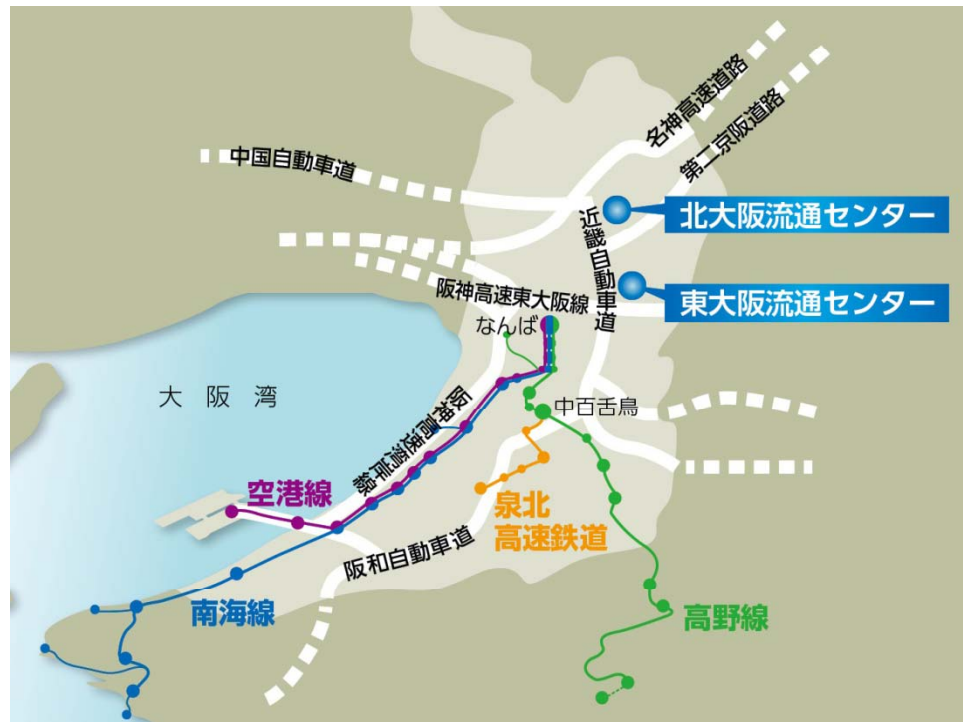 名神高速道路
第二京阪道路
中国自動車道
北大阪流通センター
近畿自動車道
東大阪流通センター
阪神高速東大阪線
なんば
大阪湾
中百舌鳥
阪神高速湾岸線
空港線
泉北
高速鉄道
阪和自動車道
南海線
高野線